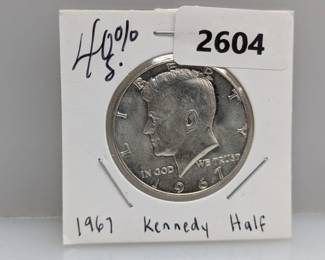 40%
S.
2604
LIBERTY
IN GOD WE TRUST
1967
1967 Kennedy Half